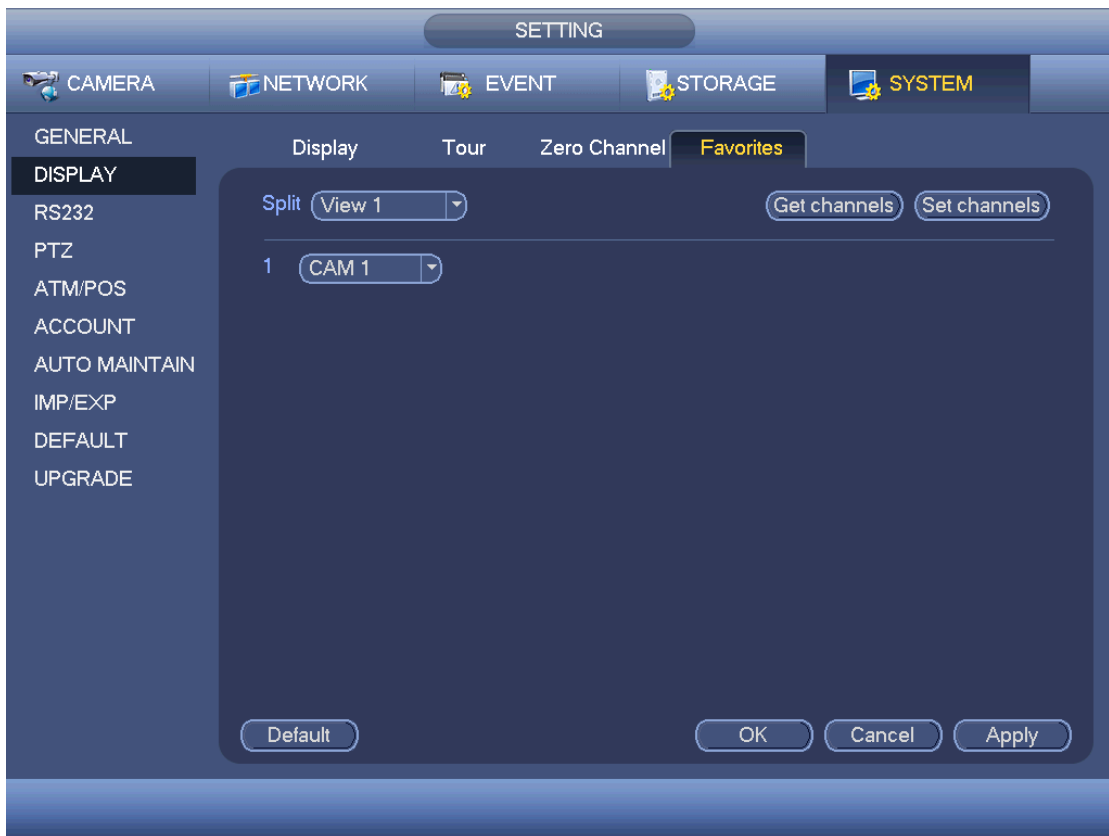 SETTING
CAMERA NETWORK EVENT STORAGE SYSTEM
GENERAL
DISPLAY
RS232
PTZ
ATM/POS
ACCOUNT
AUTO MAINTAIN
IMP/EXP
DEFAULT
UPGRADE
Display Tour Zero Channel Favorites
Split View 1 Get channels Set channels
1 CAM 1
Default OK Cancel Apply